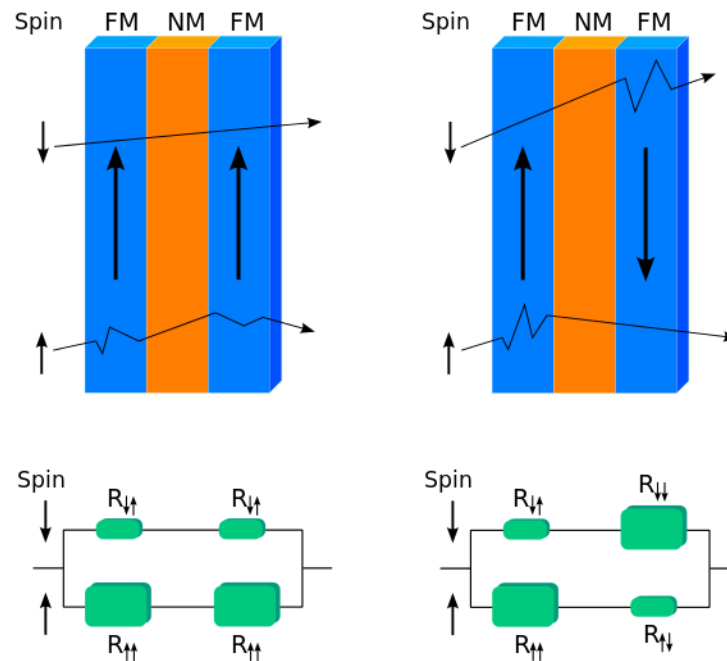 Spin FM NM FM
Spin FM NM FM
Spin
R↓↑ R↓↑
R↑↑ R↑↑
Spin
R↓↑ R↓↓
R↑↑ R↑↓